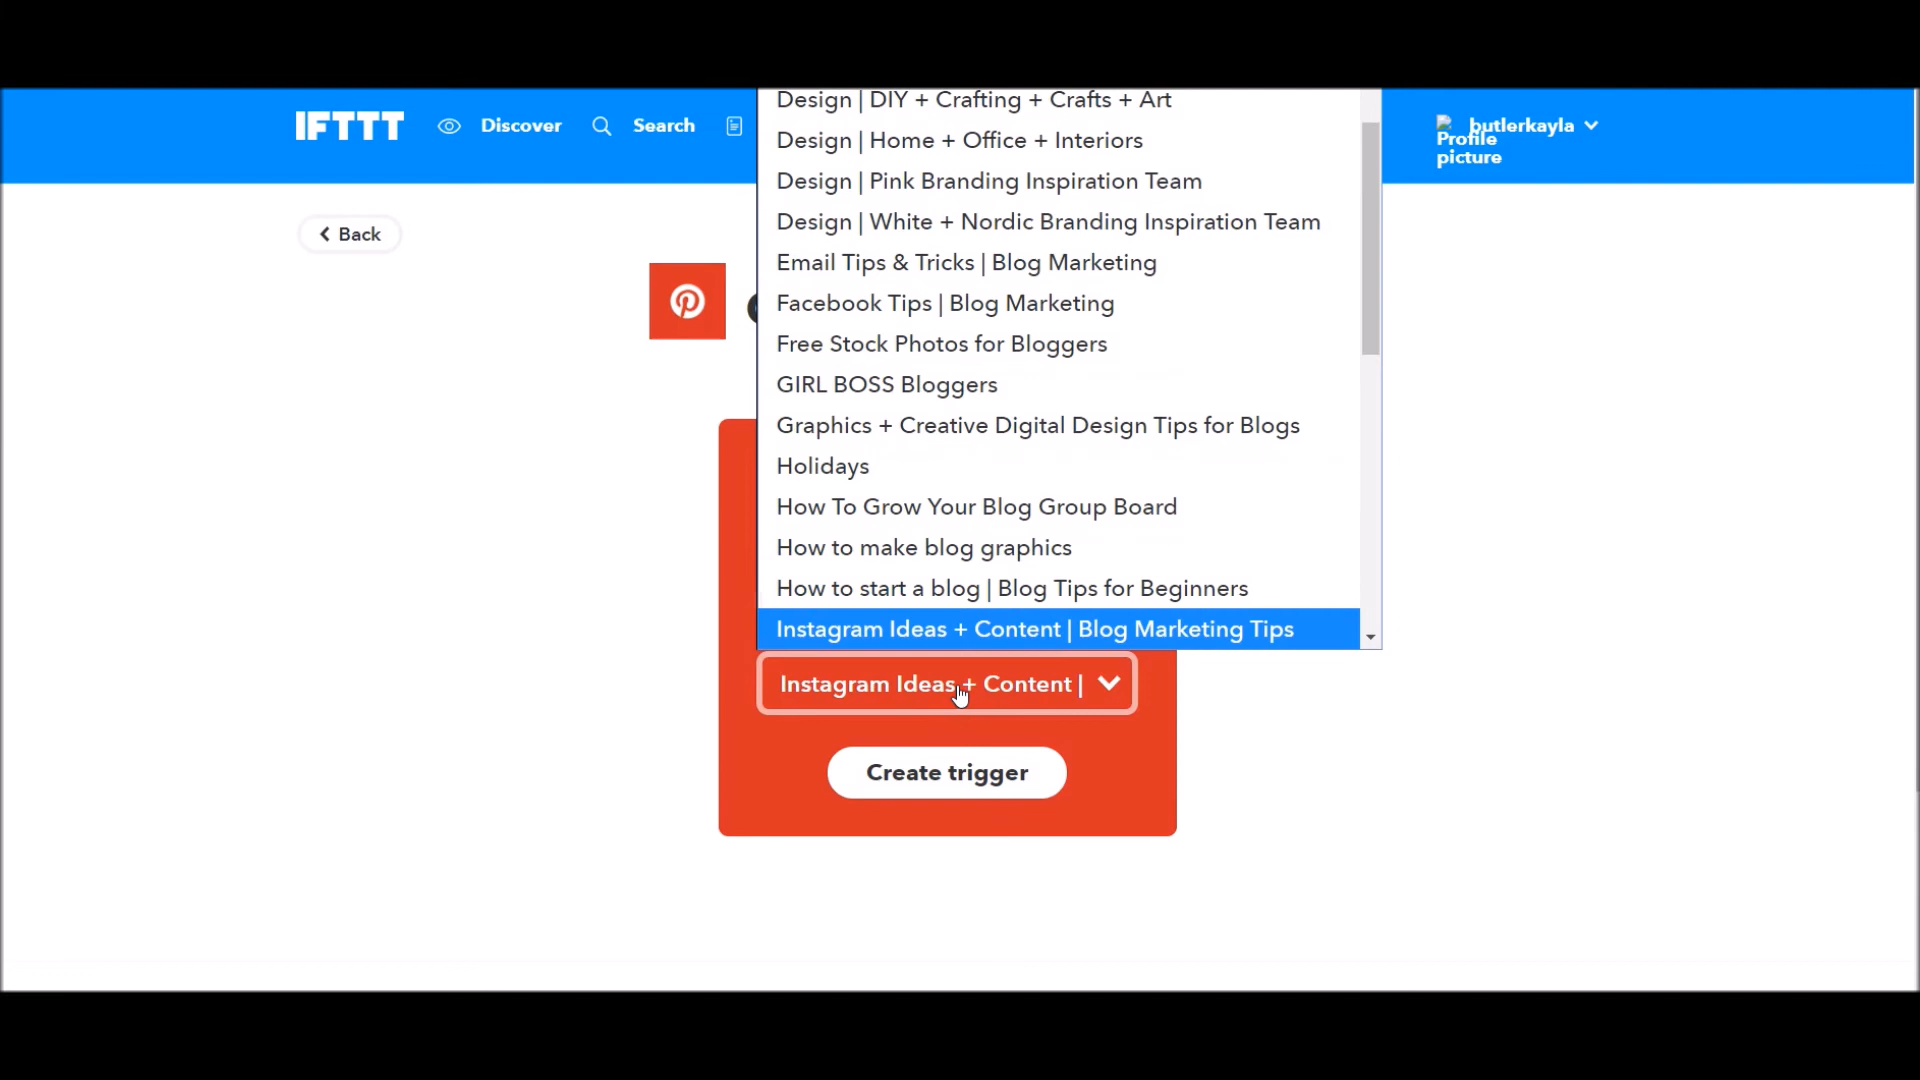 IFTTT Discover Search
butlerkayla
Profile
picture
Back
Design | DIY + Crafting + Crafts + Art
Design | Home + Office + Interiors
Design | Pink Branding Inspiration Team
Design | White + Nordic Branding Inspiration Team
Email Tips & Tricks | Blog Marketing
Facebook Tips | Blog Marketing
Free Stock Photos for Bloggers
GIRL BOSS Bloggers
Graphics + Creative Digital Design Tips for Blogs
Holidays
How To Grow Your Blog Group Board
How to make blog graphics
How to start a blog | Blog Tips for Beginners
Instagram Ideas + Content | Blog Marketing Tips
Instagram Ideas + Content |
Create trigger